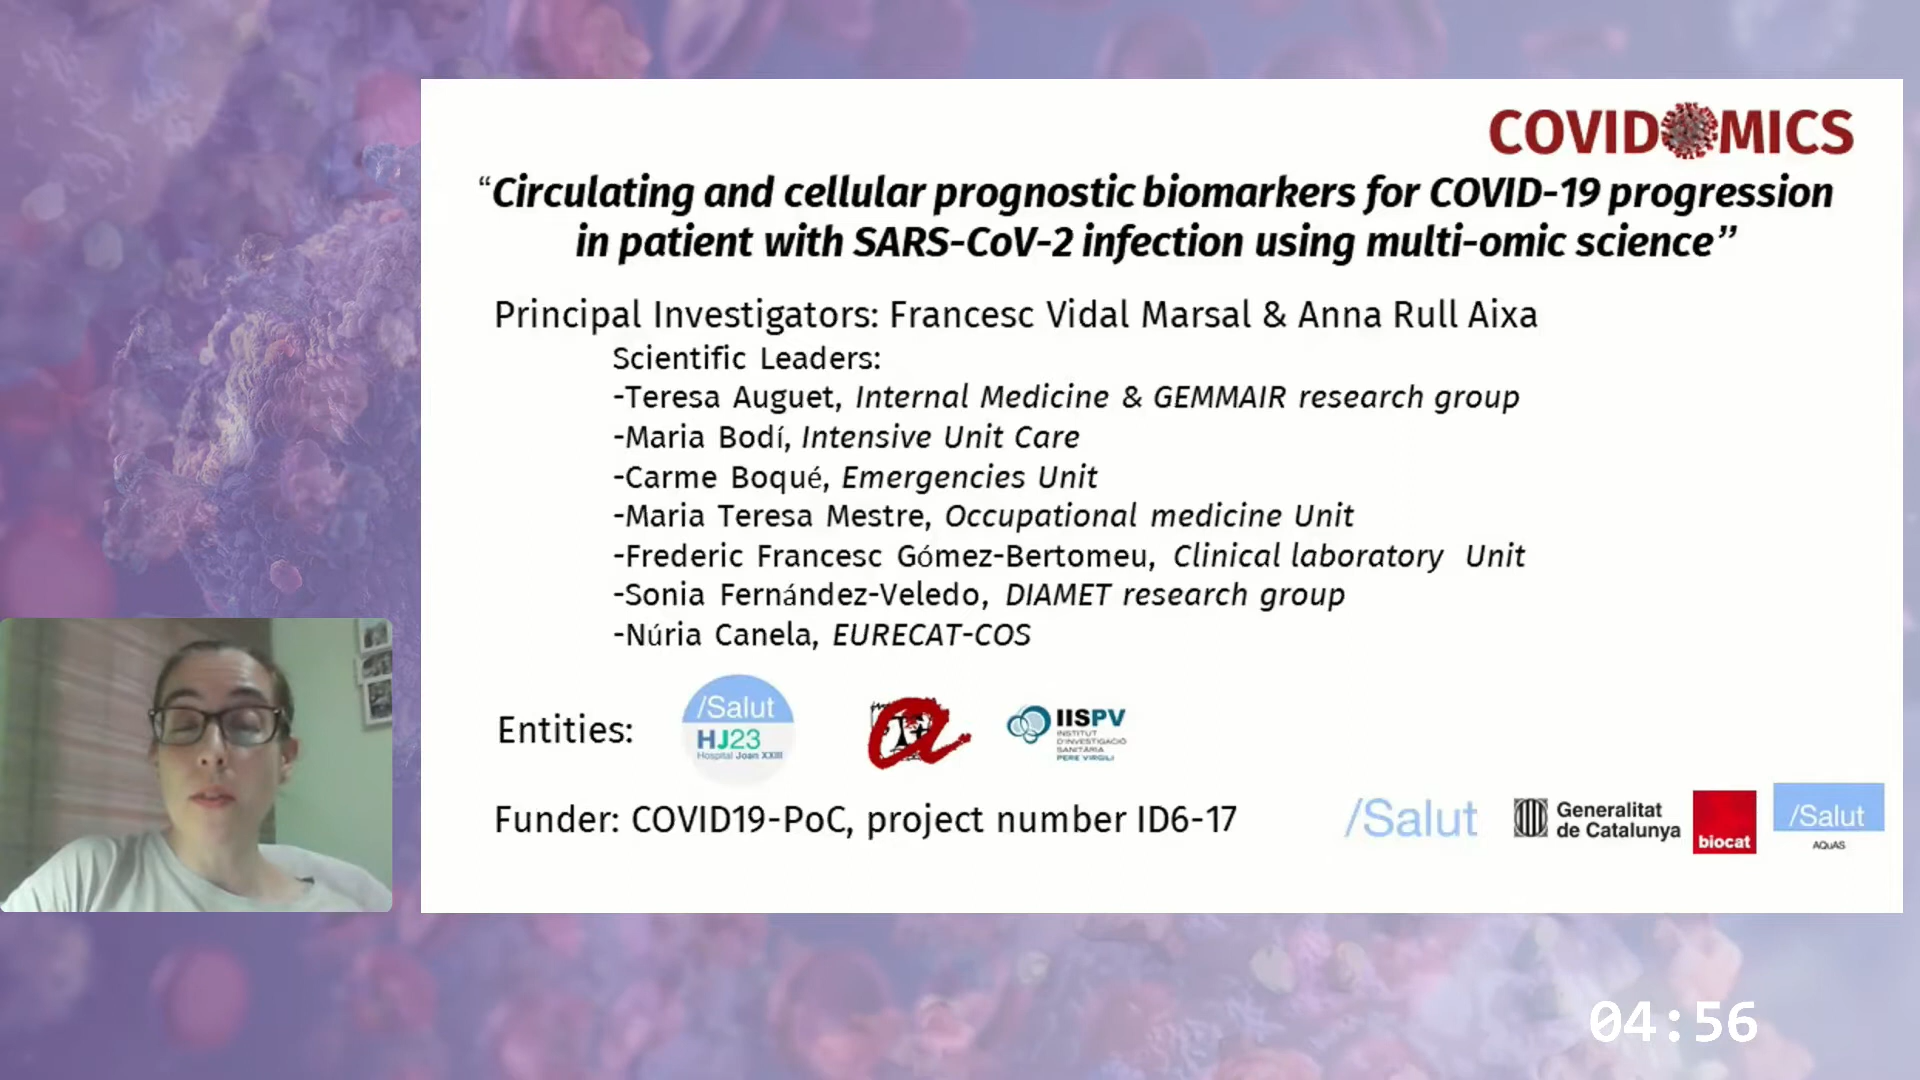 COVIDOMICS
“Circulating and cellular prognostic biomarkers for COVID-19 progression
in patient with SARS-CoV-2 infection using multi-omic science”
Principal Investigators: Francesc Vidal Marsal & Anna Rull Aixa
Scientific Leaders:
-Teresa Auguet, Internal Medicine & GEMMAIR research group
-Maria Bodí, Intensive Unit Care
-Carme Boqué, Emergencies Unit
-Maria Teresa Mestre, Occupational medicine Unit
-Frederic Francesc Gómez-Bertomeu, Clinical laboratory Unit
-Sonia Fernández-Veledo, DIAMET research group
-Núria Canela, EURECAT-COS
Entities:
/Salut
HJ23
Hospital Joan XXIII
IISPV
INSTITUT
D'INVESTIGACIÓ
SANITÀRIA
PERE VIRGILI
Funder: COVID19-PoC, project number ID6-17
/Salut
Generalitat
de Catalunya
biocat
/Salut
AQuAS
04:56